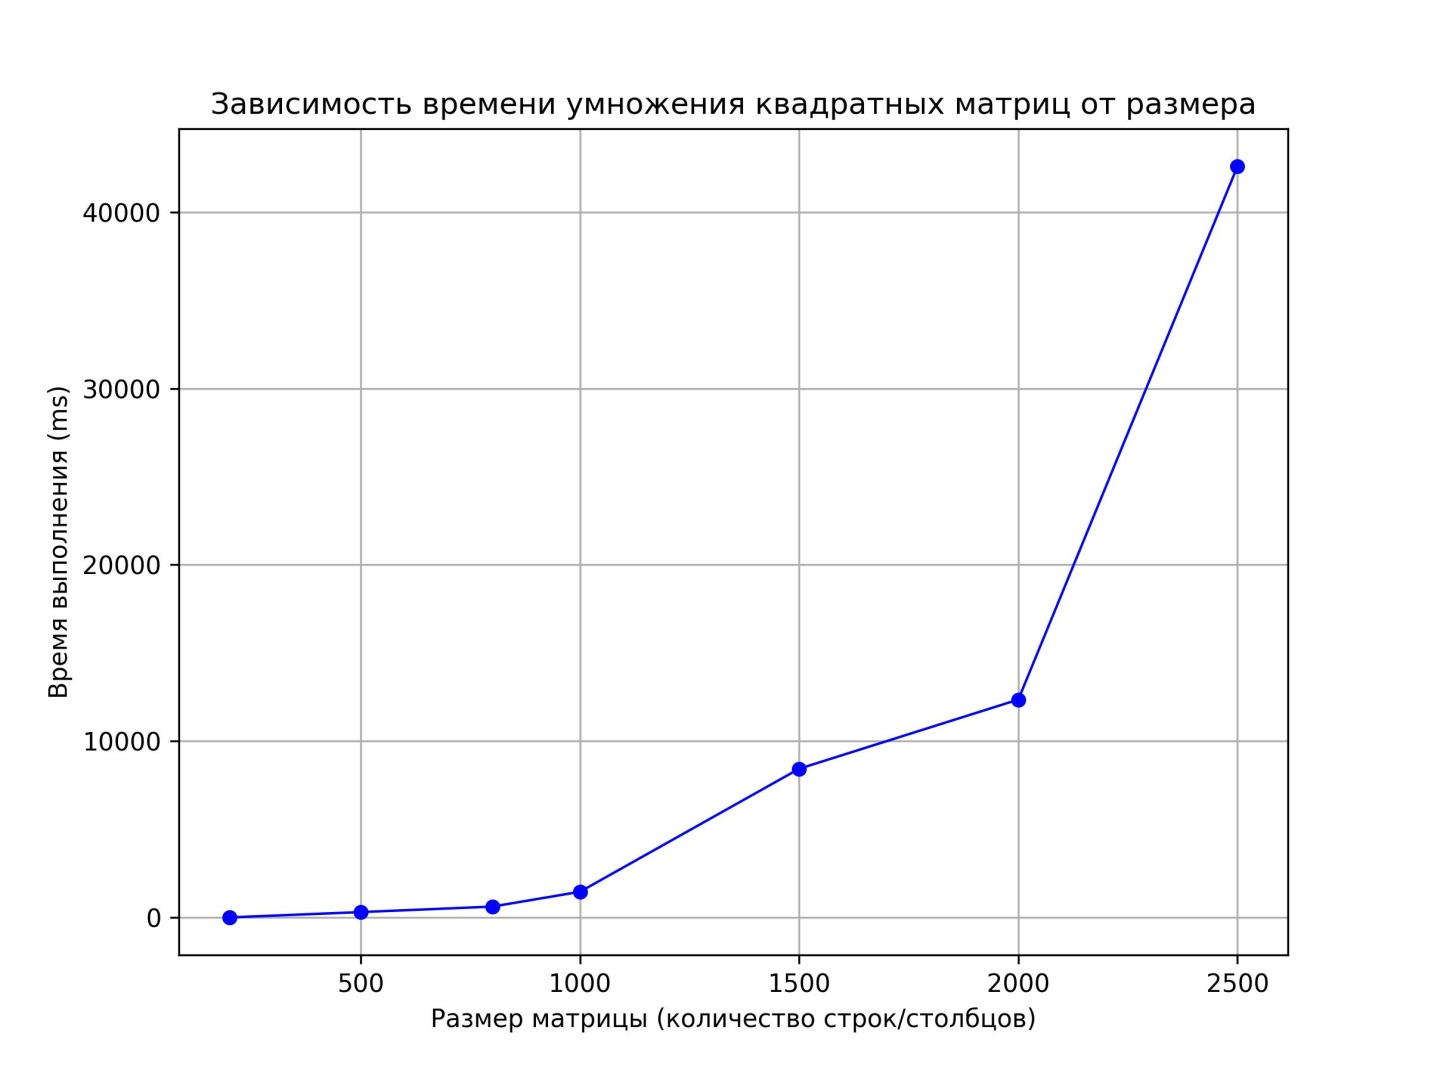 Зависимость времени умножения квадратных матриц от размера
Время выполнения (ms)
40000
30000
20000
10000
0
500 1000 1500 2000 2500
Размер матрицы (количество строк/столбцов)